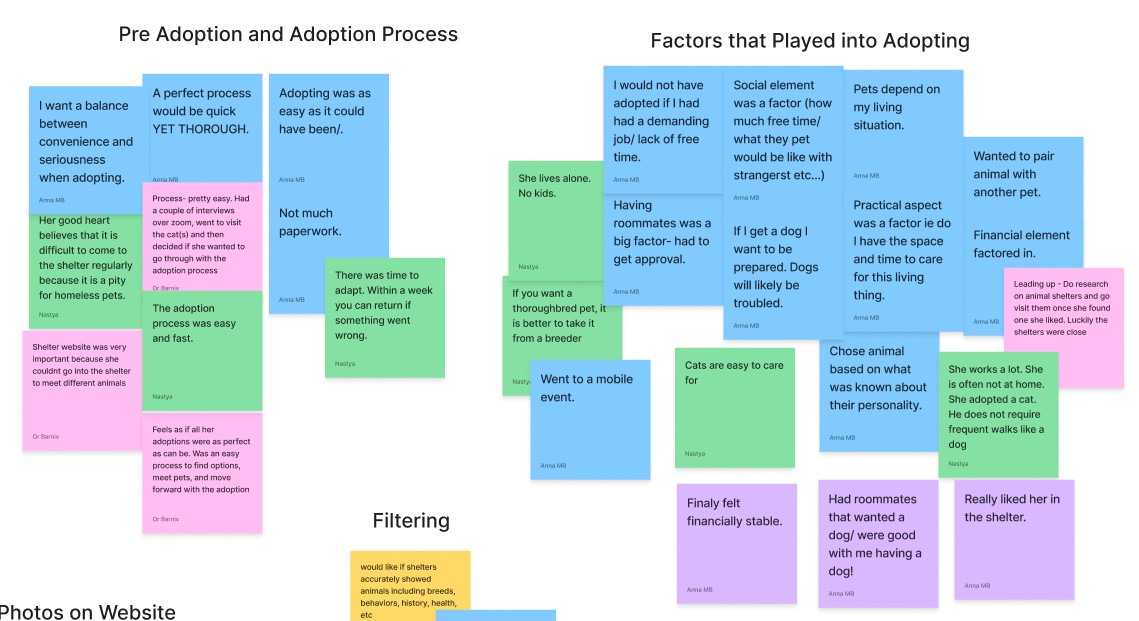 Pre Adoption and Adoption Process
I want a balance
between
convenience and
seriousness
when adopting.
Anna MB
A perfect process
would be quick
YET THOROUGH.
Anna MB
Adopting was as
easy as it could
have been/.
Anna MB
Her good heart
believes that it is
difficult to come to
the shelter regularly
because it is a pity
for homeless pets.
Nastya
Process- pretty easy. Had
a couple of interviews
over zoom, went to visit
the cat(s) and then
decided if she wanted to
go through with the
adoption process
Or Barniv
Not much
paperwork.
Anna MB
There was time to
adapt. Within a week
you can return if
something went
wrong.
Nastya
The adoption
process was easy
and fast.
Nastya
Shelter website was very
important because she
couldnt go into the shelter
to meet different animals
Or Barniv
Feels as if all her
adoptions were as perfect
as can be. Was an easy
process to find options,
meet pets, and move
forward with the adoption
Or Barniv
Factors that Played into Adopting
I would not have
adopted if I had
had a demanding
job/ lack of free
time.
Anna MB
Social element
was a factor (how
much free time/
what they pet
would be like with
strangerst etc...)
Anna MB
Pets depend on
my living
situation.
Anna MB
Wanted to pair
animal with
another pet.
She lives alone.
No kids.
Nastya
Having
roommates was a
big factor- had to
get approval.
Anna MB
If I get a dog I
want to be
prepared. Dogs
will likely be
troubled.
Anna MB
Practical aspect
was a factor ie do
I have the space
and time to care
for this living
thing.
Anna MB
Financial element
factored in.
Anna MB
Leading up - Do research
on animal shelters and go
visit them once she found
one she liked. Luckily the
shelters were close
If you want a
thoroughbred pet, it
is better to take it
from a breeder
Went to a mobile
event.
Anna MB
Cats are easy to care
for
Nastya
Chose animal
based on what
was known about
their personality.
Anna MB
She works a lot. She
is often not at home.
She adopted a cat.
He does not require
frequent walks like a
dog
Nastya
Finaly felt
financially stable.
Anna MB
Had roommates
that wanted a
dog/ were good
with me having a
dog!
Anna MB
Really liked her in
the shelter.
Anna MB
Filtering
would like if shelters
accurately showed
animals including breeds,
behaviors, history, health,
etc
Photos on Website